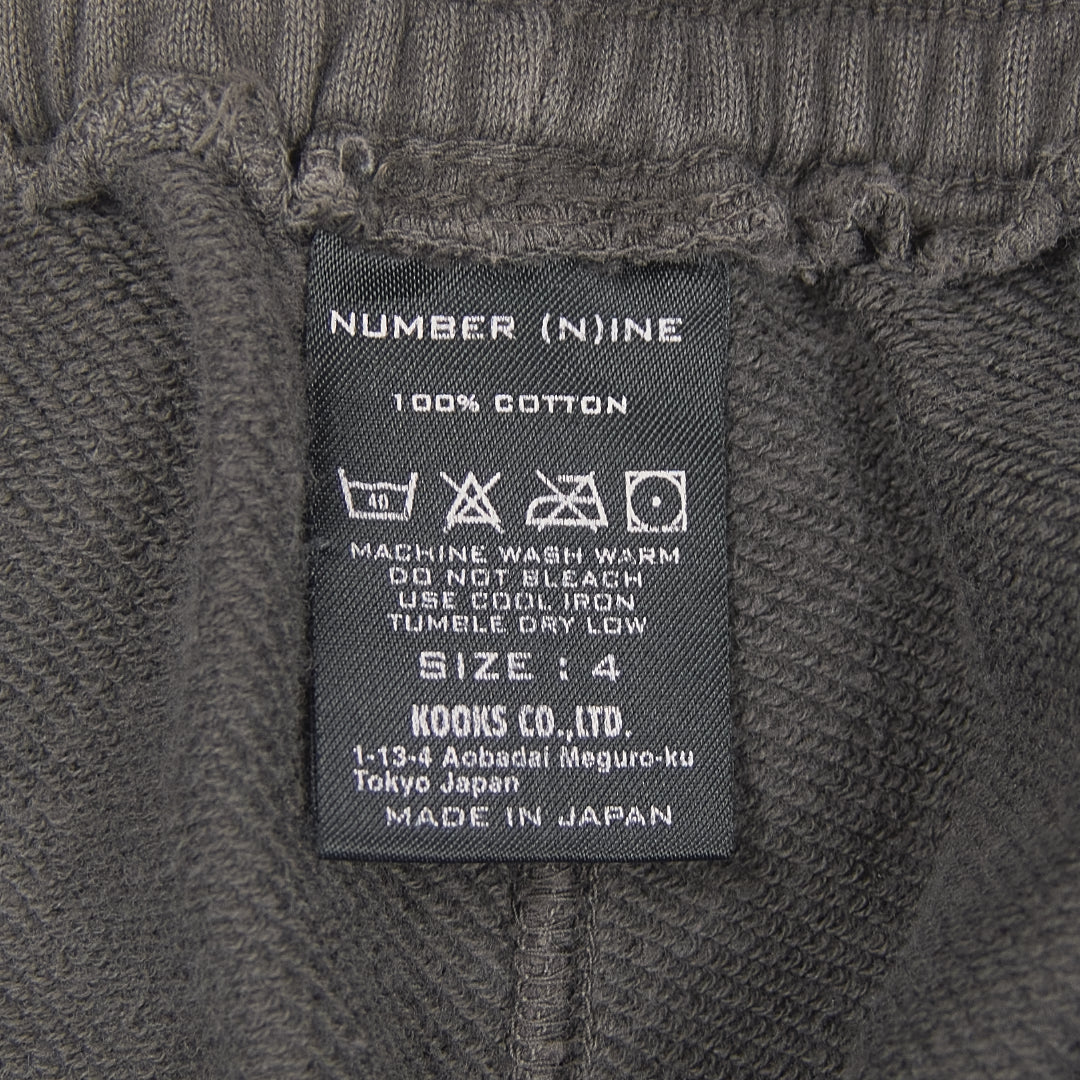 NUMBER (N)INE
100% COTTON
40
MACHINE WASH WARM
DO NOT BLEACH
USE COOL IRON
TUMBLE DRY LOW
SIZE : 4
KOOKS CO.,LTD.
1-13-4 Aobadai Meguro-ku
Tokyo Japan
MADE IN JAPAN